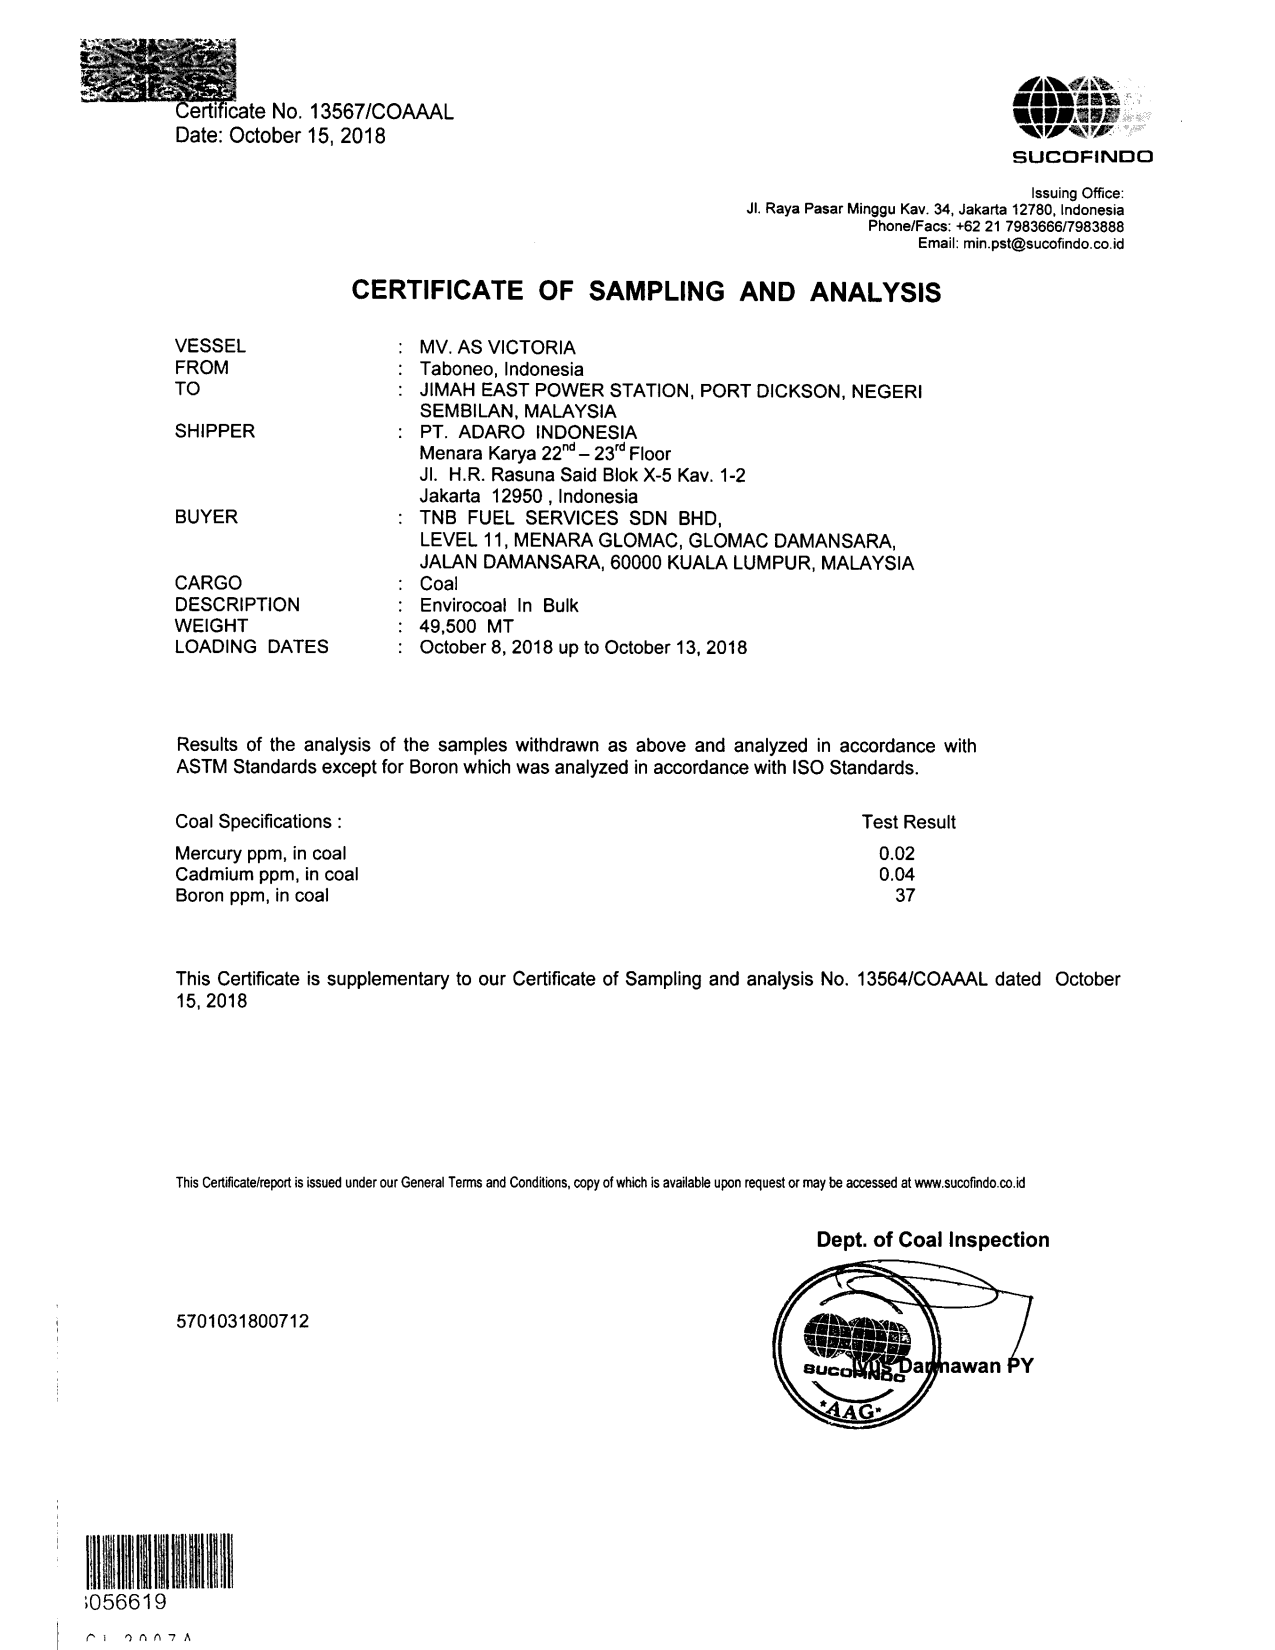 Certificate No. 13567/COAAAL
Date: October 15, 2018
SUCOFINDO
Issuing Office:
Jl. Raya Pasar Minggu Kav. 34, Jakarta 12780, Indonesia
Phone/Facs: +62 21 7983666/7983888
Email: min.pst@sucofindo.co.id
CERTIFICATE OF SAMPLING AND ANALYSIS
VESSEL : MV. AS VICTORIA
FROM : Taboneo, Indonesia
TO : JIMAH EAST POWER STATION, PORT DICKSON, NEGERI
SEMBILAN, MALAYSIA
SHIPPER : PT. ADARO INDONESIA
Menara Karya 22nd – 23rd Floor
Jl. H.R. Rasuna Said Blok X-5 Kav. 1-2
Jakarta 12950 , Indonesia
BUYER : TNB FUEL SERVICES SDN BHD,
LEVEL 11, MENARA GLOMAC, GLOMAC DAMANSARA,
JALAN DAMANSARA, 60000 KUALA LUMPUR, MALAYSIA
CARGO : Coal
DESCRIPTION : Envirocoal In Bulk
WEIGHT : 49,500 MT
LOADING DATES : October 8, 2018 up to October 13, 2018
Results of the analysis of the samples withdrawn as above and analyzed in accordance with
ASTM Standards except for Boron which was analyzed in accordance with ISO Standards.
Coal Specifications : Test Result
Mercury ppm, in coal 0.02
Cadmium ppm, in coal 0.04
Boron ppm, in coal 37
This Certificate is supplementary to our Certificate of Sampling and analysis No. 13564/COAAAL dated October
15, 2018
This Certificate/report is issued under our General Terms and Conditions, copy of which is available upon request or may be accessed at www.sucofindo.co.id
Dept. of Coal Inspection
5701031800712
SUCOFINDO
Darmawan PY
*AAG*
056619